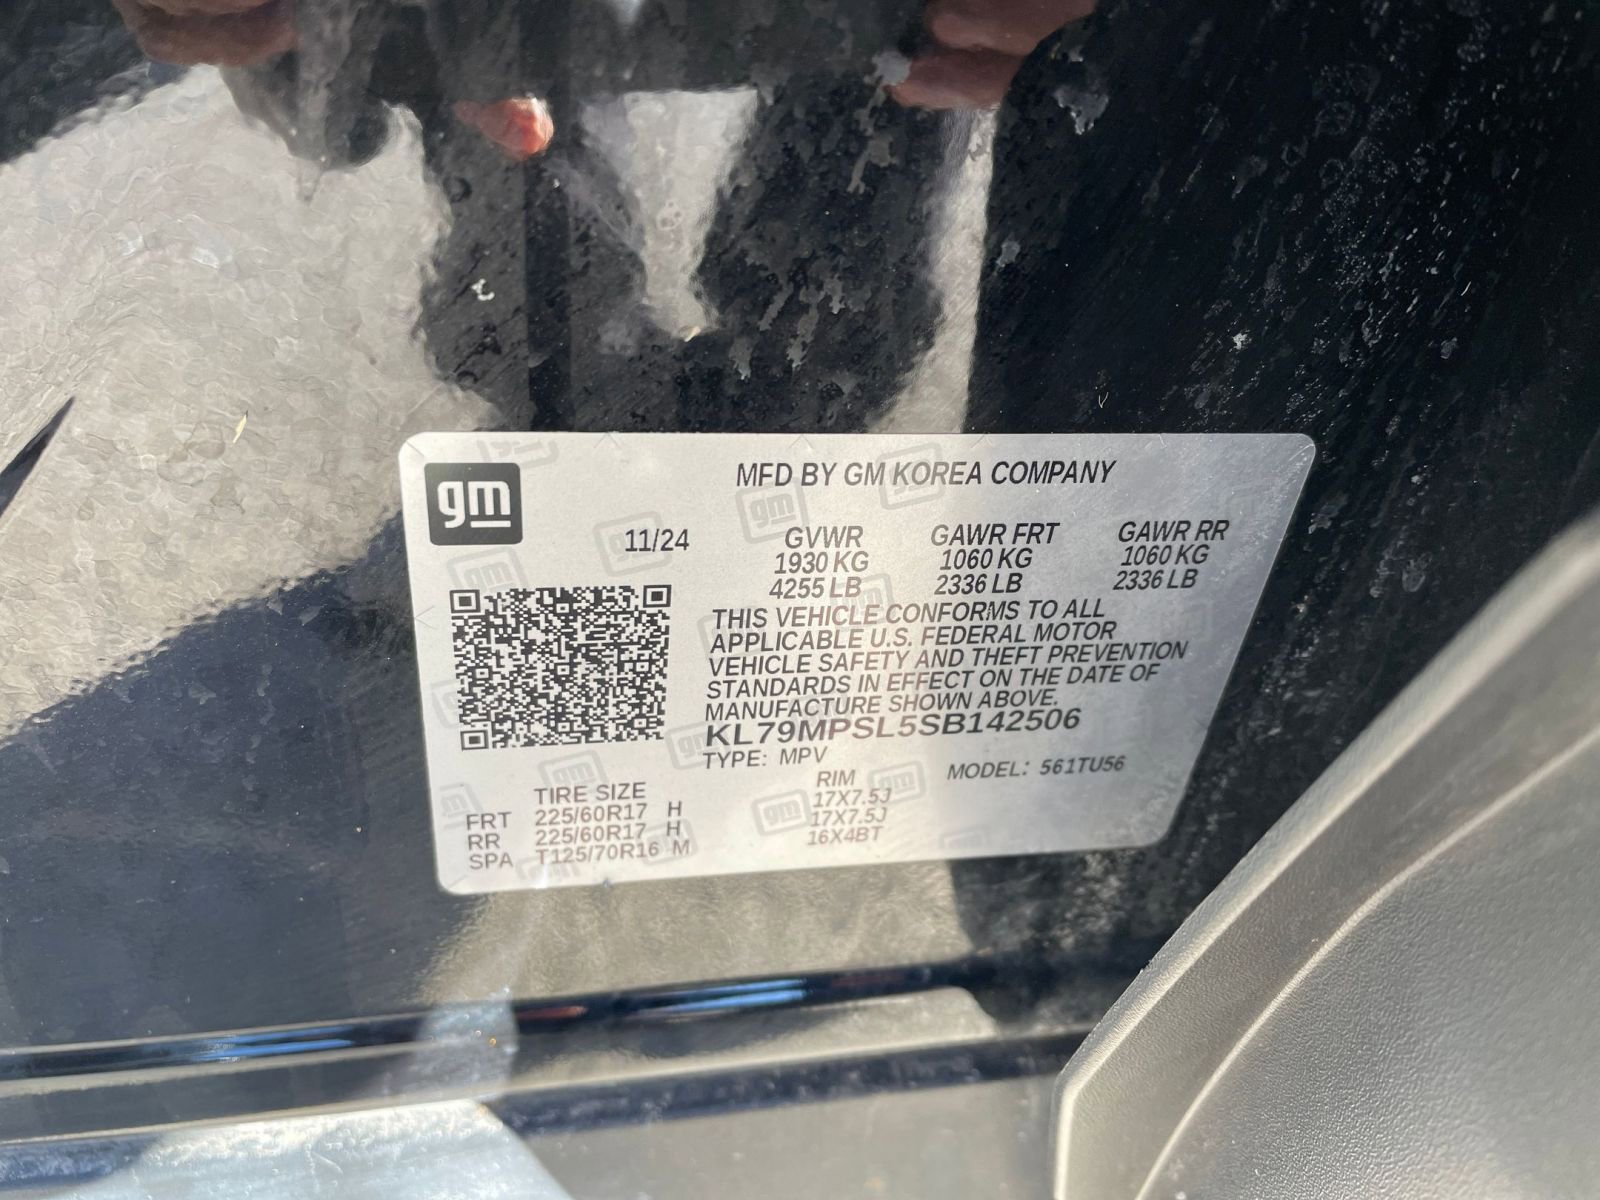 gm
MFD BY GM KOREA COMPANY
11/24
GVWR GAWR FRT GAWR RR
1930 KG 1060 KG 1060 KG
4255 LB 2336 LB 2336 LB
THIS VEHICLE CONFORMS TO ALL
APPLICABLE U.S. FEDERAL MOTOR
VEHICLE SAFETY AND THEFT PREVENTION
STANDARDS IN EFFECT ON THE DATE OF
MANUFACTURE SHOWN ABOVE.
KL79MPSL5SB142506
TYPE: MPV MODEL: 561TU56
TIRE SIZE RIM
FRT 225/60R17 H 17X7.5J
RR 225/60R17 H 17X7.5J
SPA T125/70R16 M 16X4BT